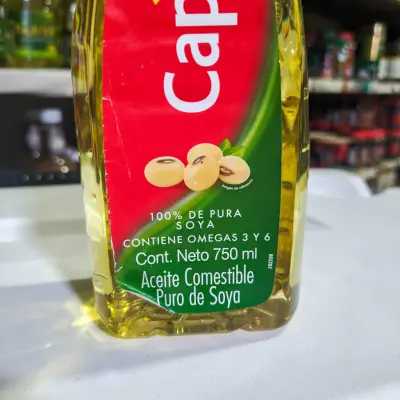 Cap
100% DE PURA
SOYA
CONTIENE OMEGAS 3 Y 6
Cont. Neto 750 ml
Aceite Comestible
Puro de Soya